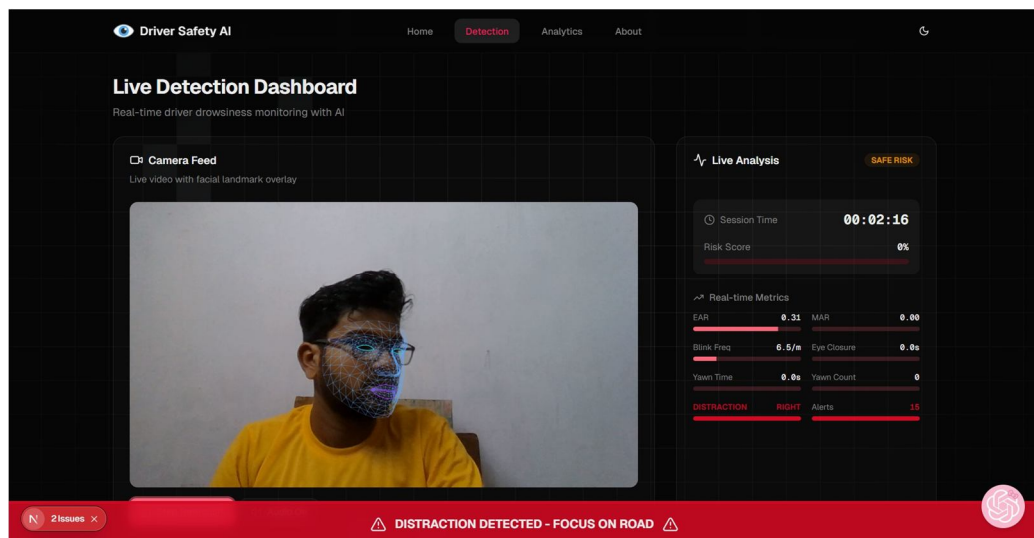 Driver Safety AI
Home Detection Analytics About
Live Detection Dashboard
Real-time driver drowsiness monitoring with AI
Camera Feed
Live video with facial landmark overlay
Live Analysis SAFE RISK
Session Time 00:02:16
Risk Score 0%
Real-time Metrics
EAR 0.31 MAR 0.00
Blink Freq 6.5/m Eye Closure 0.0s
Yawn Time 0.0s Yawn Count 0
DISTRACTION RIGHT Alerts 15
N 2 Issues ×
DISTRACTION DETECTED - FOCUS ON ROAD